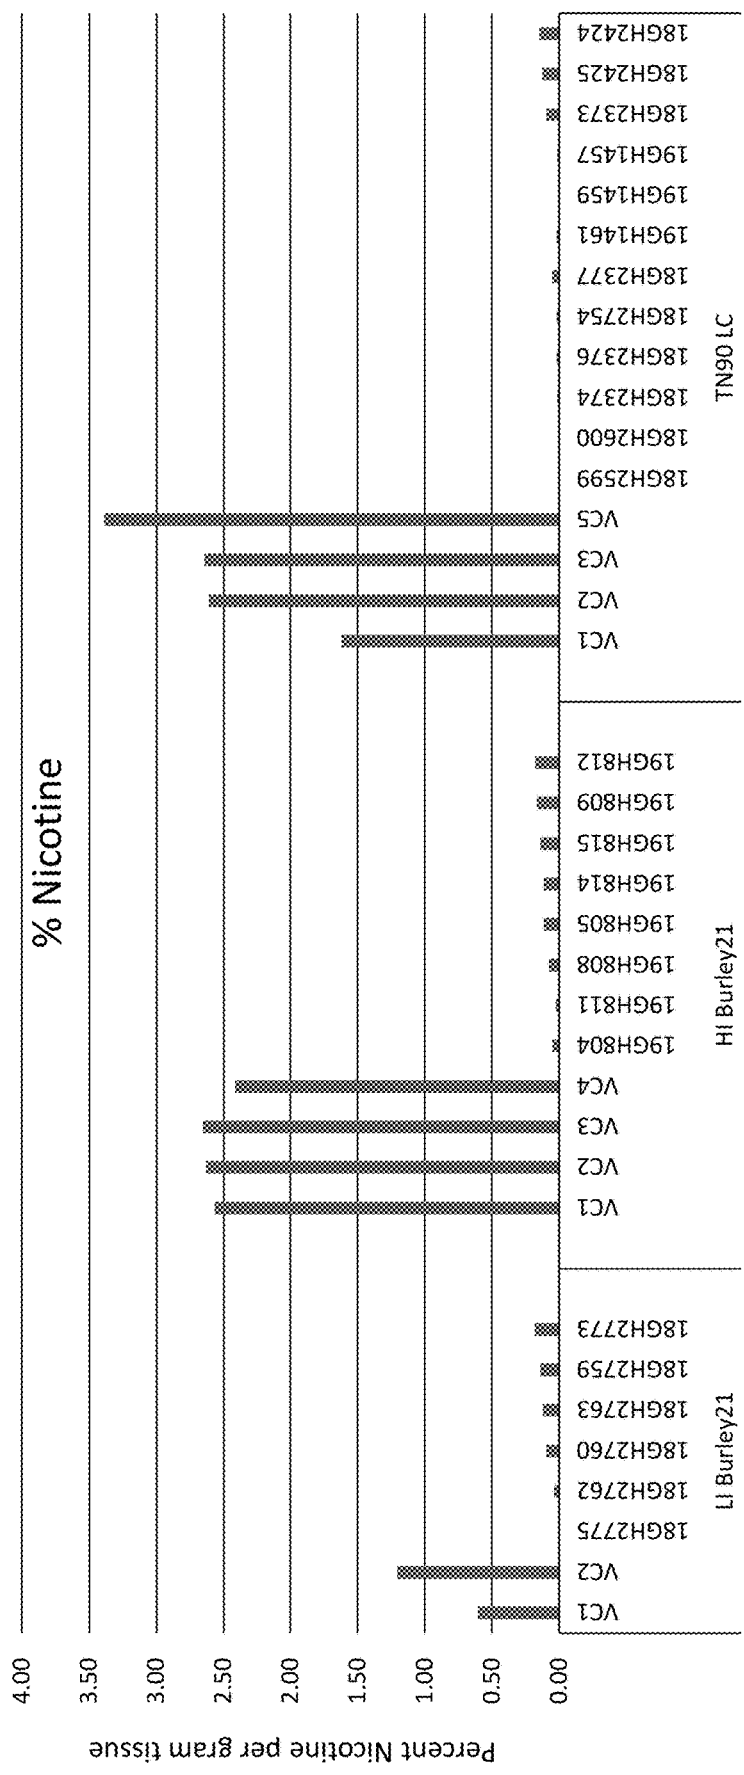 % Nicotine
Percent Nicotine per gram tissue
4.00
3.50
3.00
2.50
2.00
1.50
1.00
0.50
0.00
VC1
VC2
18GH2775
18GH2762
18GH2760
18GH2763
18GH2759
18GH2773
VC1
VC2
VC3
VC4
19GH804
19GH811
19GH808
19GH805
19GH814
19GH815
19GH809
19GH812
VC1
VC2
VC3
VC5
18GH2599
18GH2600
18GH2374
18GH2376
18GH2754
18GH2377
19GH1461
19GH1459
19GH1457
18GH2373
18GH2425
18GH2424
LI Burley21
HI Burley21
TN90 LC